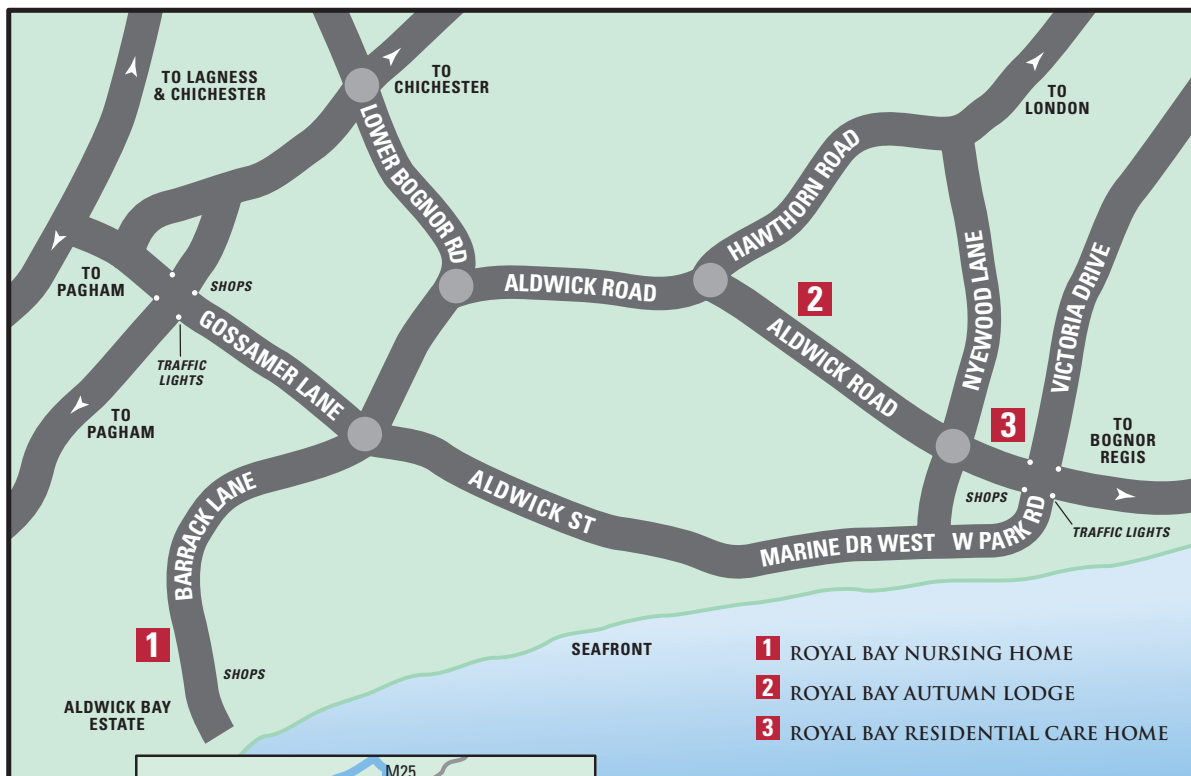 TO LAGNESS
& CHICHESTER
TO
CHICHESTER
TO
LONDON
LOWER BOGNOR RD
HAWTHORN ROAD
NYEWOOD LANE
VICTORIA DRIVE
TO
PAGHAM
SHOPS
ALDWICK ROAD
2
ALDWICK ROAD
GOSSAMER LANE
TRAFFIC
LIGHTS
TO
PAGHAM
3
TO
BOGNOR
REGIS
BARRACK LANE
ALDWICK ST
SHOPS
TRAFFIC LIGHTS
MARINE DR WEST
W PARK RD
1
SHOPS
ALDWICK BAY
ESTATE
SEAFRONT
1 ROYAL BAY NURSING HOME
2 ROYAL BAY AUTUMN LODGE
3 ROYAL BAY RESIDENTIAL CARE HOME
M25